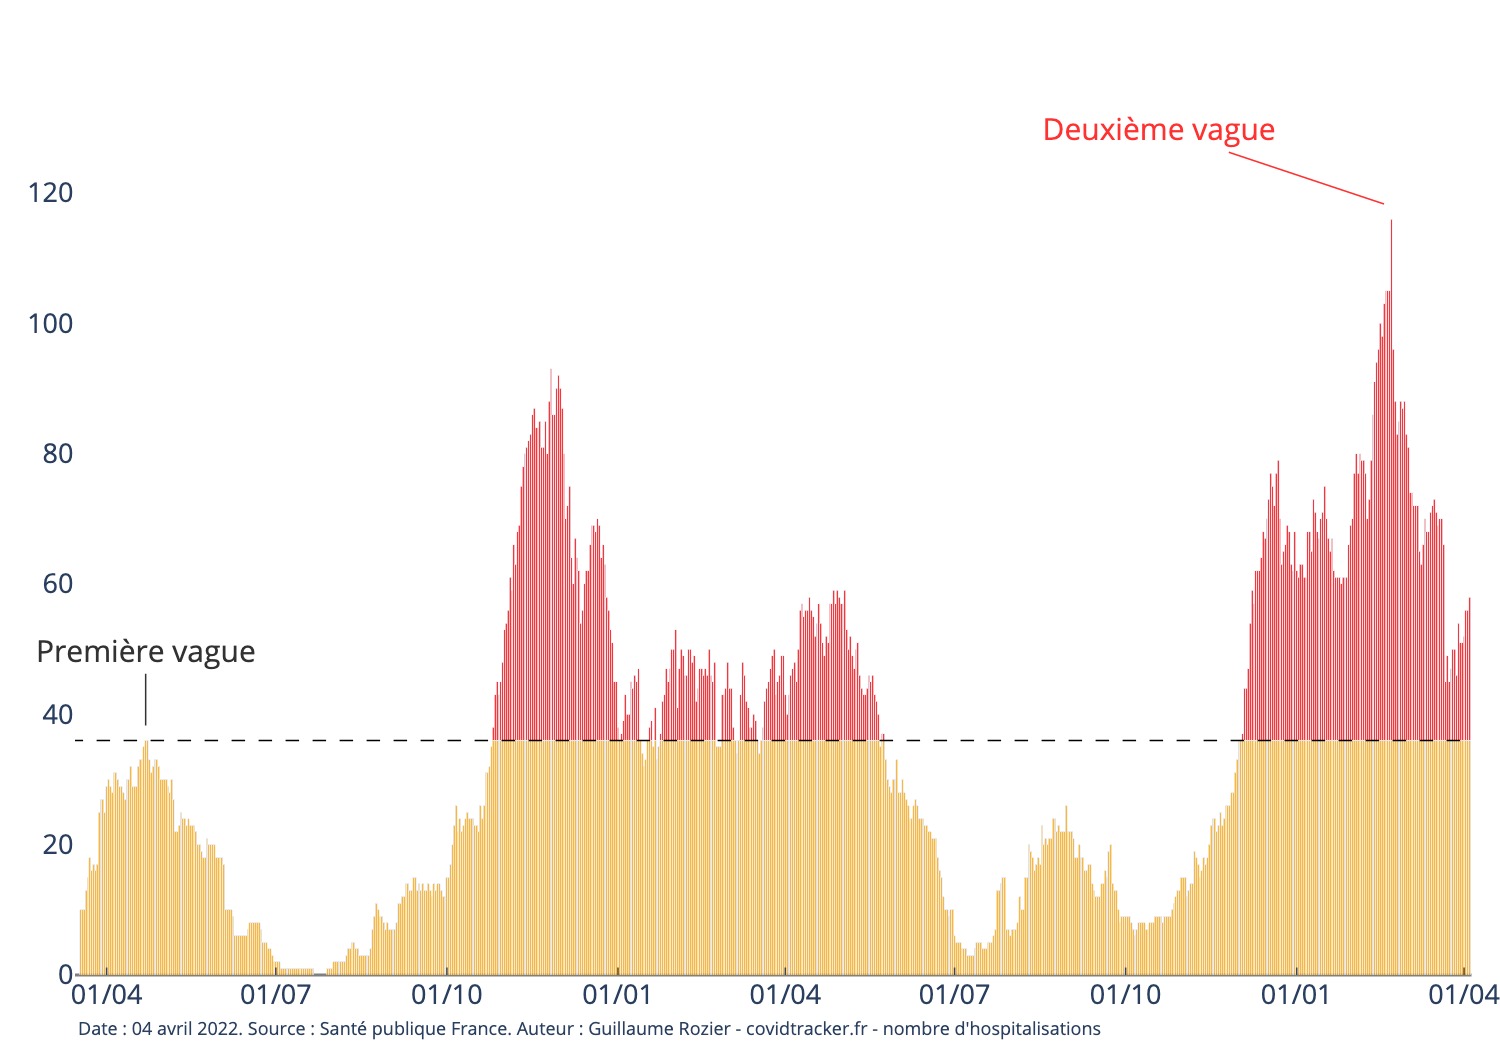 Deuxième vague
120
100
80
60
Première vague
40
20
0
01/04 01/07 01/10 01/01 01/04 01/07 01/10 01/01 01/04
Date : 04 avril 2022. Source : Santé publique France. Auteur : Guillaume Rozier - covidtracker.fr - nombre d'hospitalisations